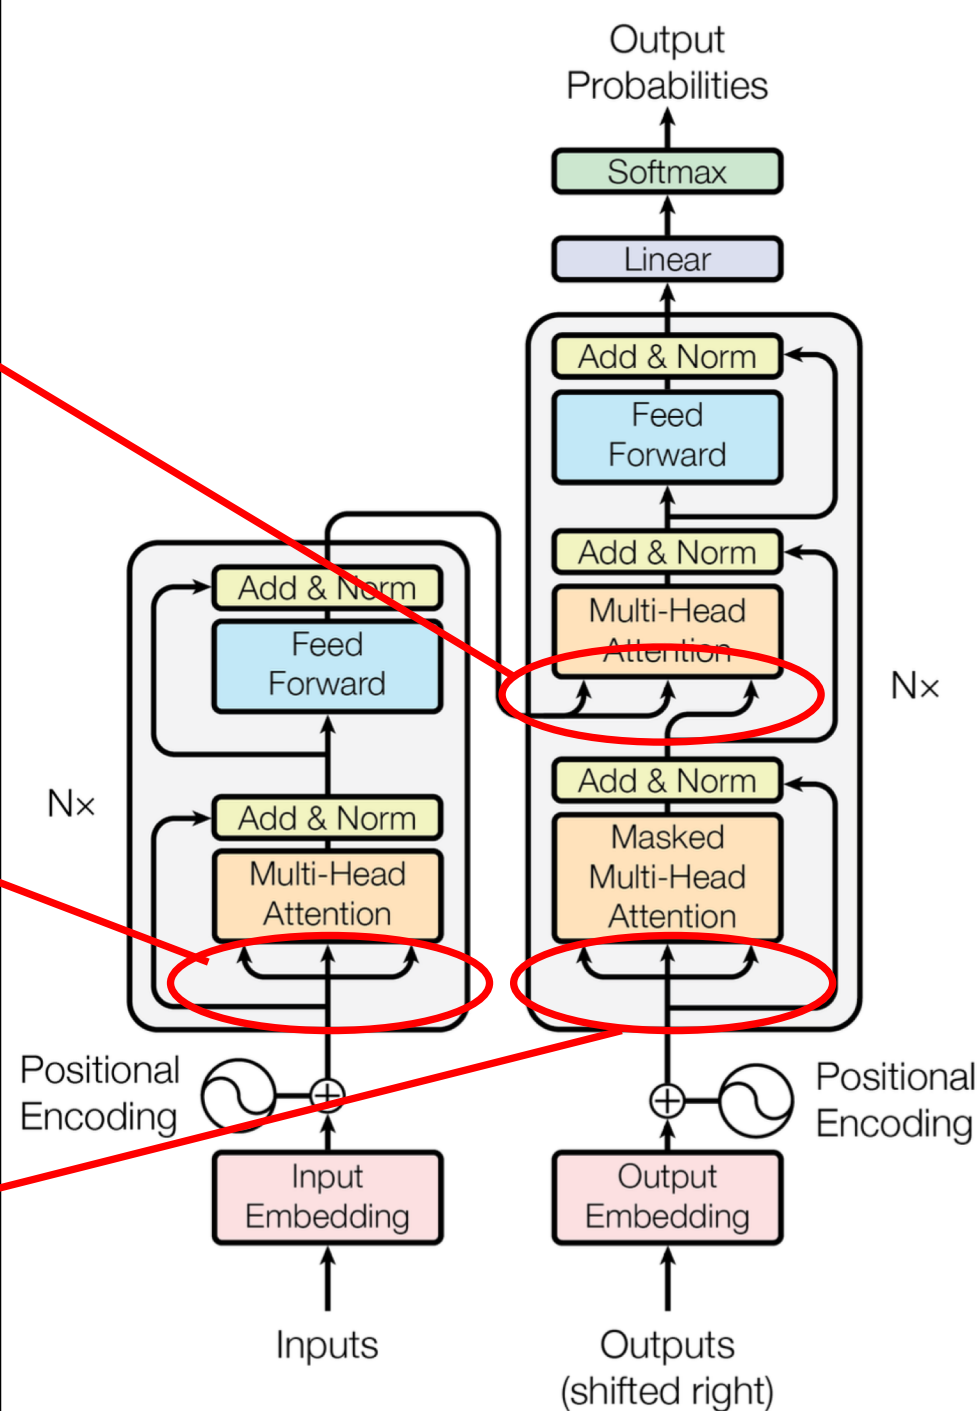 Output
Probabilities
Softmax
Linear
Add & Norm
Feed
Forward
Add & Norm
Multi-Head
Attention
N×
Add & Norm
Masked
Multi-Head
Attention
Add & Norm
Feed
Forward
N×
Add & Norm
Multi-Head
Attention
Positional
Encoding
Positional
Encoding
Input
Embedding
Output
Embedding
Inputs
Outputs
(shifted right)